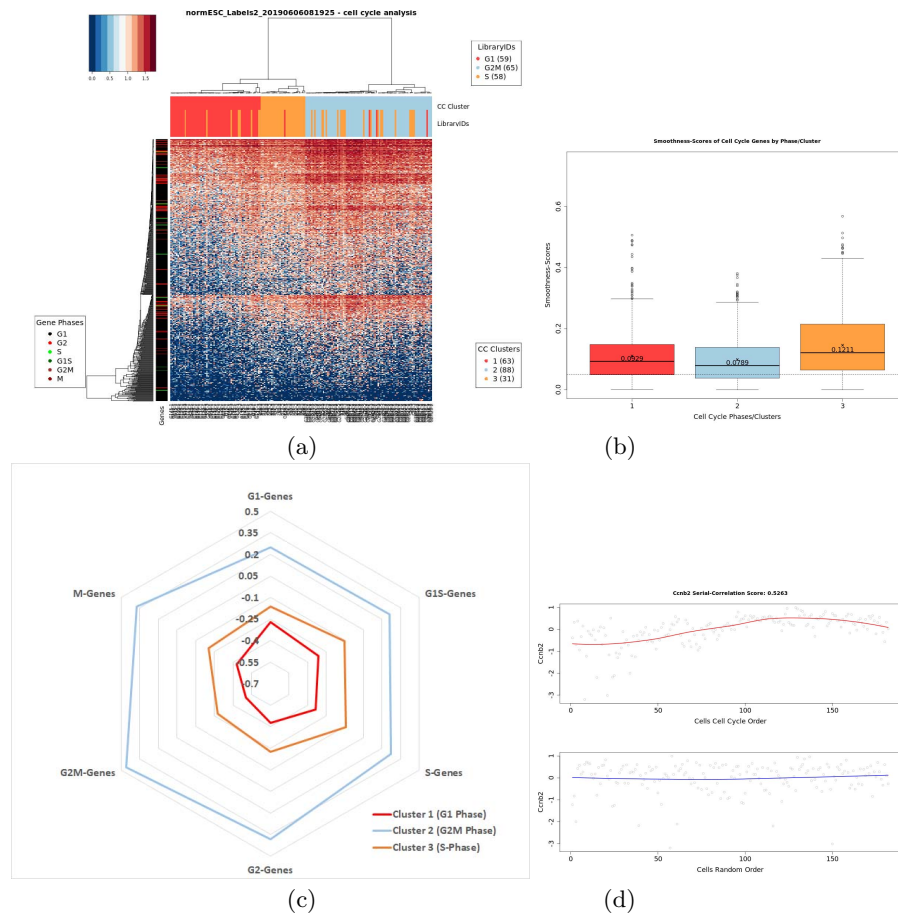 normESC_Labels2_20190606081925 - cell cycle analysis
0.0 0.5 1.0 1.5
LibraryIDs
G1 (59)
G2M (65)
S (58)
CC Cluster
LibraryIDs
Gene Phases
G1
G2
S
G1S
G2M
M
Genes
CC Clusters
1 (63)
2 (88)
3 (31)
(a)
Smoothness-Scores of Cell Cycle Genes by Phase/Cluster
Smoothness-Scores
0.6
0.4
0.2
0.0
0.0929
0.0789
0.1211
1 2 3
Cell Cycle Phases/Clusters
(b)
G1-Genes
0.5
0.35
0.2
0.05
-0.1
-0.25
-0.4
-0.55
-0.7
M-Genes
G1S-Genes
G2M-Genes
S-Genes
G2-Genes
Cluster 1 (G1 Phase)
Cluster 2 (G2M Phase)
Cluster 3 (S-Phase)
(c)
Ccnb2 Serial-Correlation Score: 0.5263
Ccnb2
1
0
-1
-3
0 50 100 150
Cells Cell Cycle Order
Ccnb2
1
0
-1
-2
-3
0 50 100 150
Cells Random Order
(d)